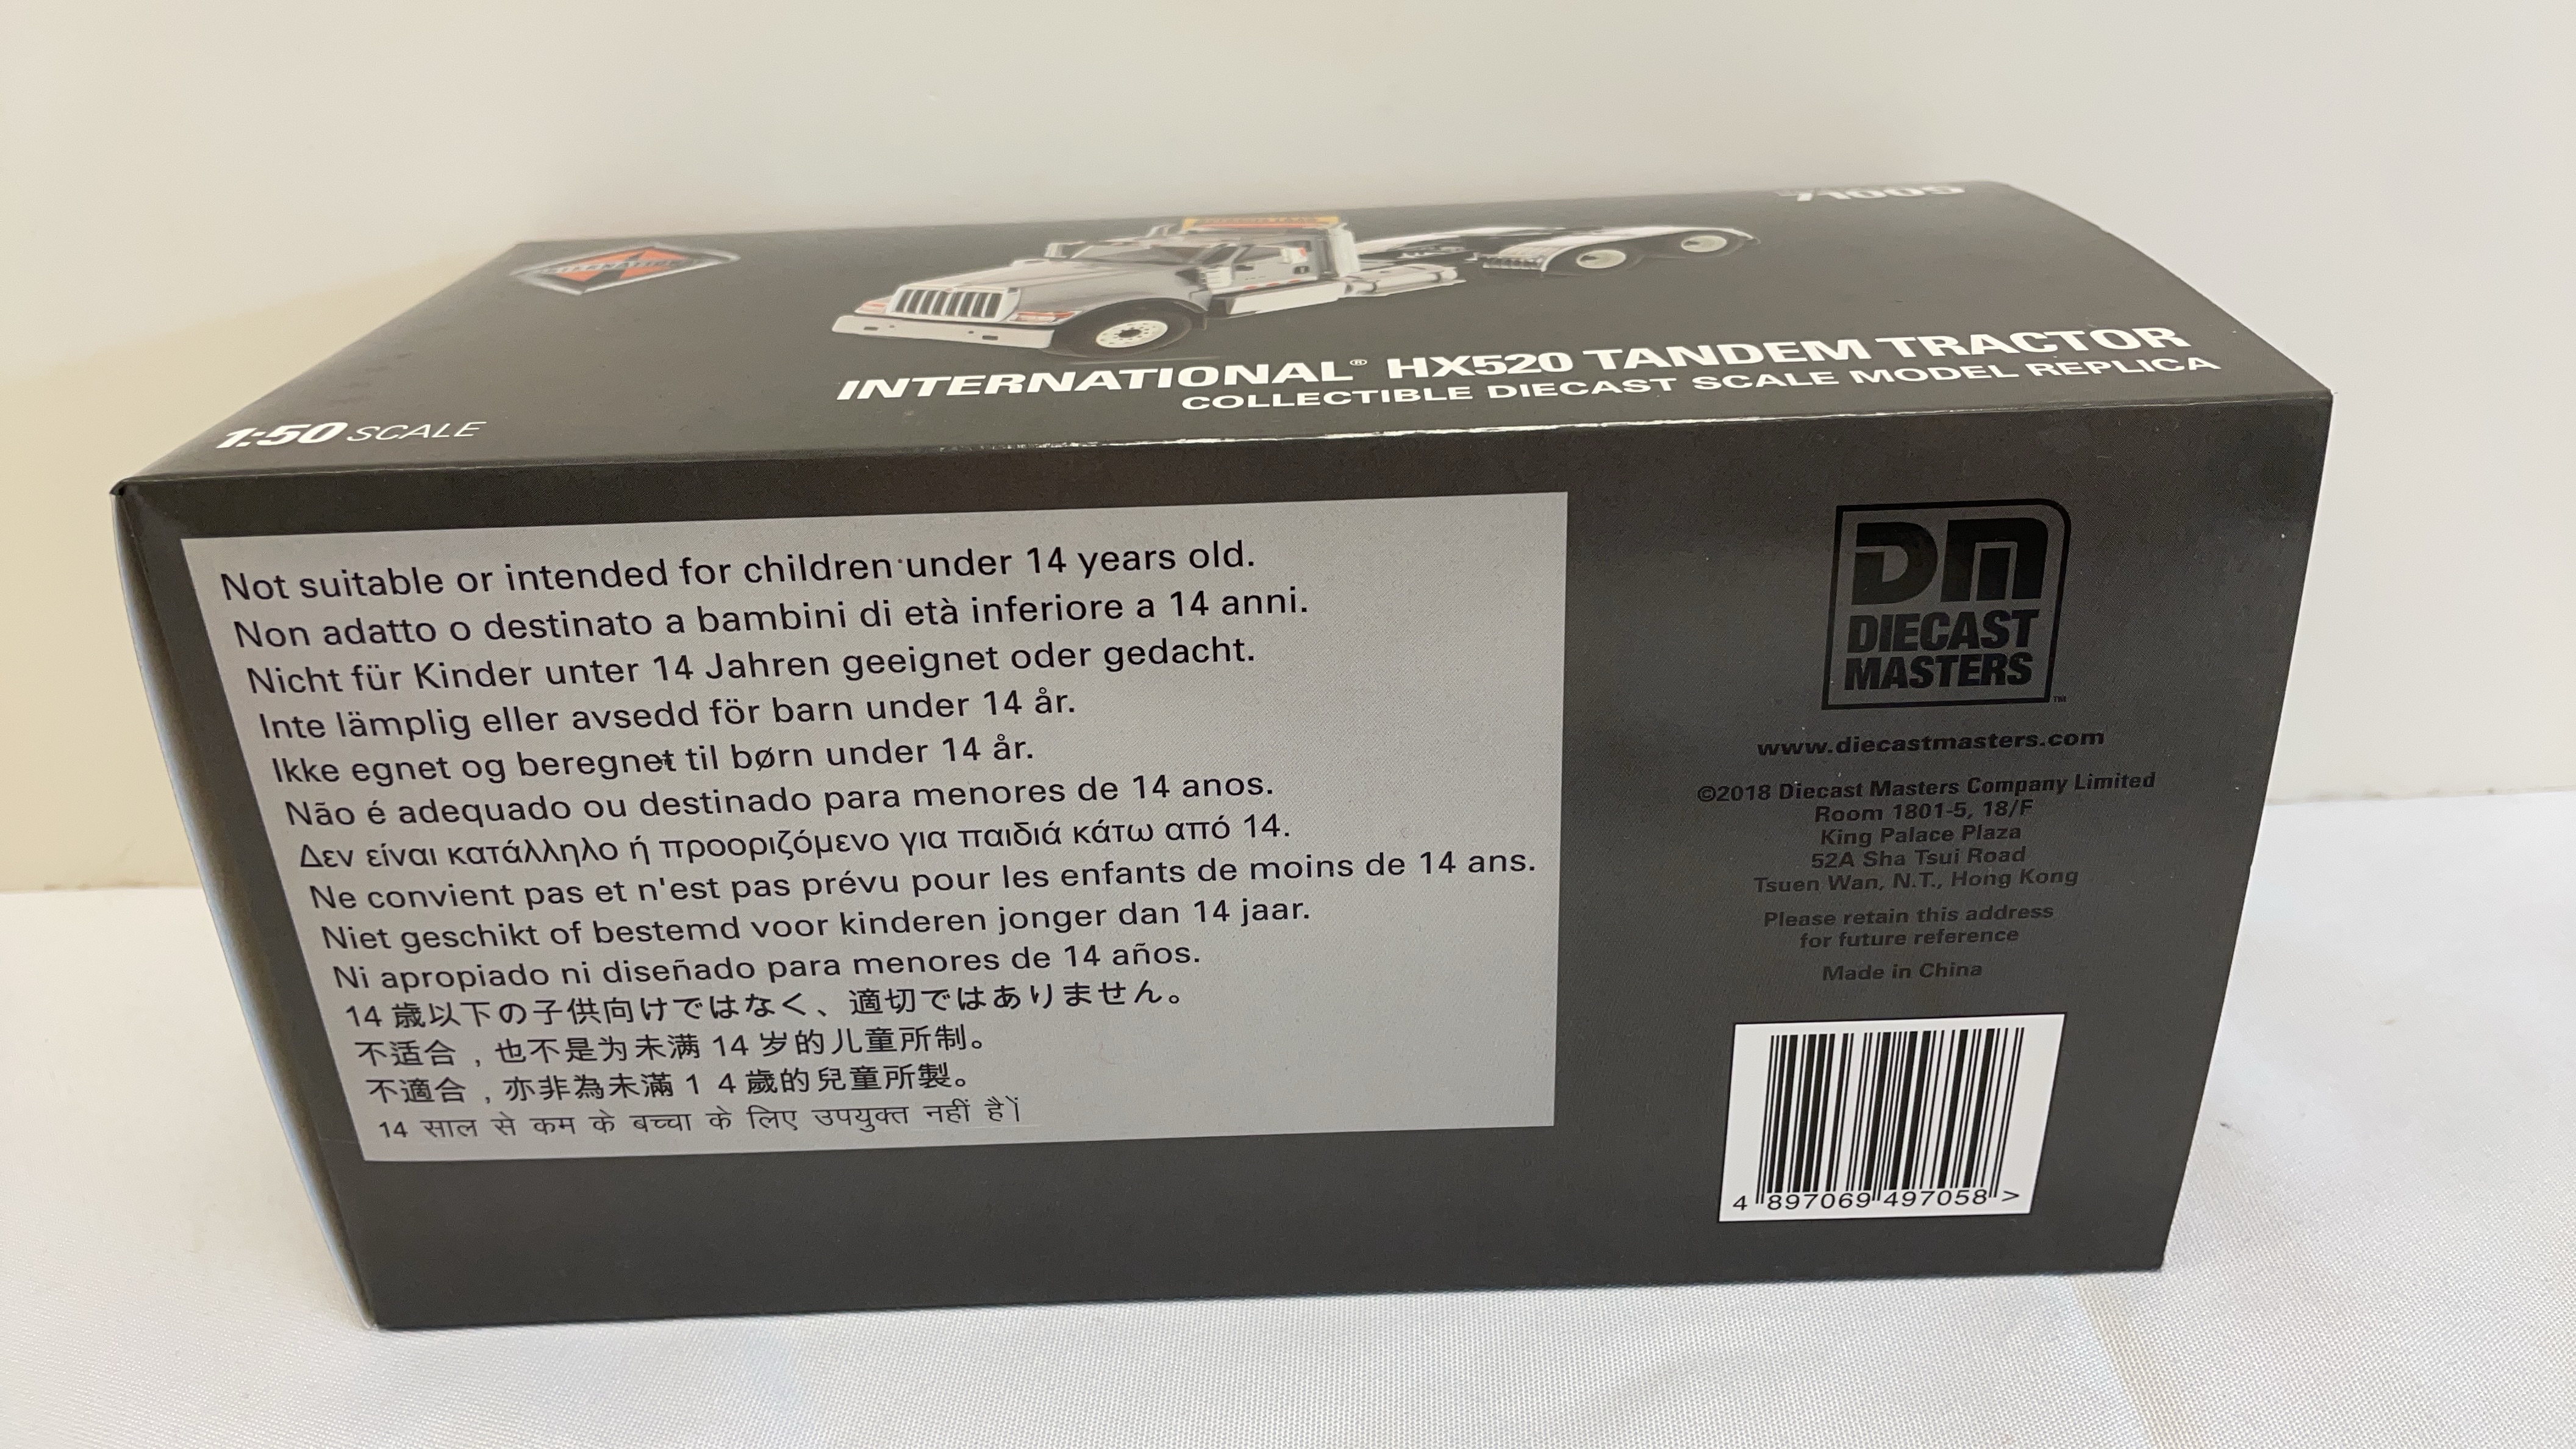 71009
INTERNATIONAL
INTERNATIONAL® HX520 TANDEM TRACTOR
COLLECTIBLE DIECAST SCALE MODEL REPLICA
1:50 SCALE
Not suitable or intended for children under 14 years old.
Non adatto o destinato a bambini di età inferiore a 14 anni.
Nicht für Kinder unter 14 Jahren geeignet oder gedacht.
Inte lämplig eller avsedd för barn under 14 år.
Ikke egnet og beregnet til børn under 14 år.
Não é adequado ou destinado para menores de 14 anos.
Δεν είναι κατάλληλο ή προοριζόμενο για παιδιά κάτω από 14.
Ne convient pas et n'est pas prévu pour les enfants de moins de 14 ans.
Niet geschikt of bestemd voor kinderen jonger dan 14 jaar.
Ni apropiado ni diseñado para menores de 14 años.
14 歳以下の子供向けではなく、適切ではありません。
不适合，也不是为未满 14 岁的儿童所制。
不適合，亦非為未滿 1 4 歲的兒童所製。
14 साल से कम के बच्चा के लिए उपयुक्त नहीं हैं।
DM
DIECAST
MASTERS
™
www.diecastmasters.com
©2018 Diecast Masters Company Limited
Room 1801-5, 18/F
King Palace Plaza
52A Sha Tsui Road
Tsuen Wan, N.T., Hong Kong
Please retain this address
for future reference
Made in China
4 897069 497058 >